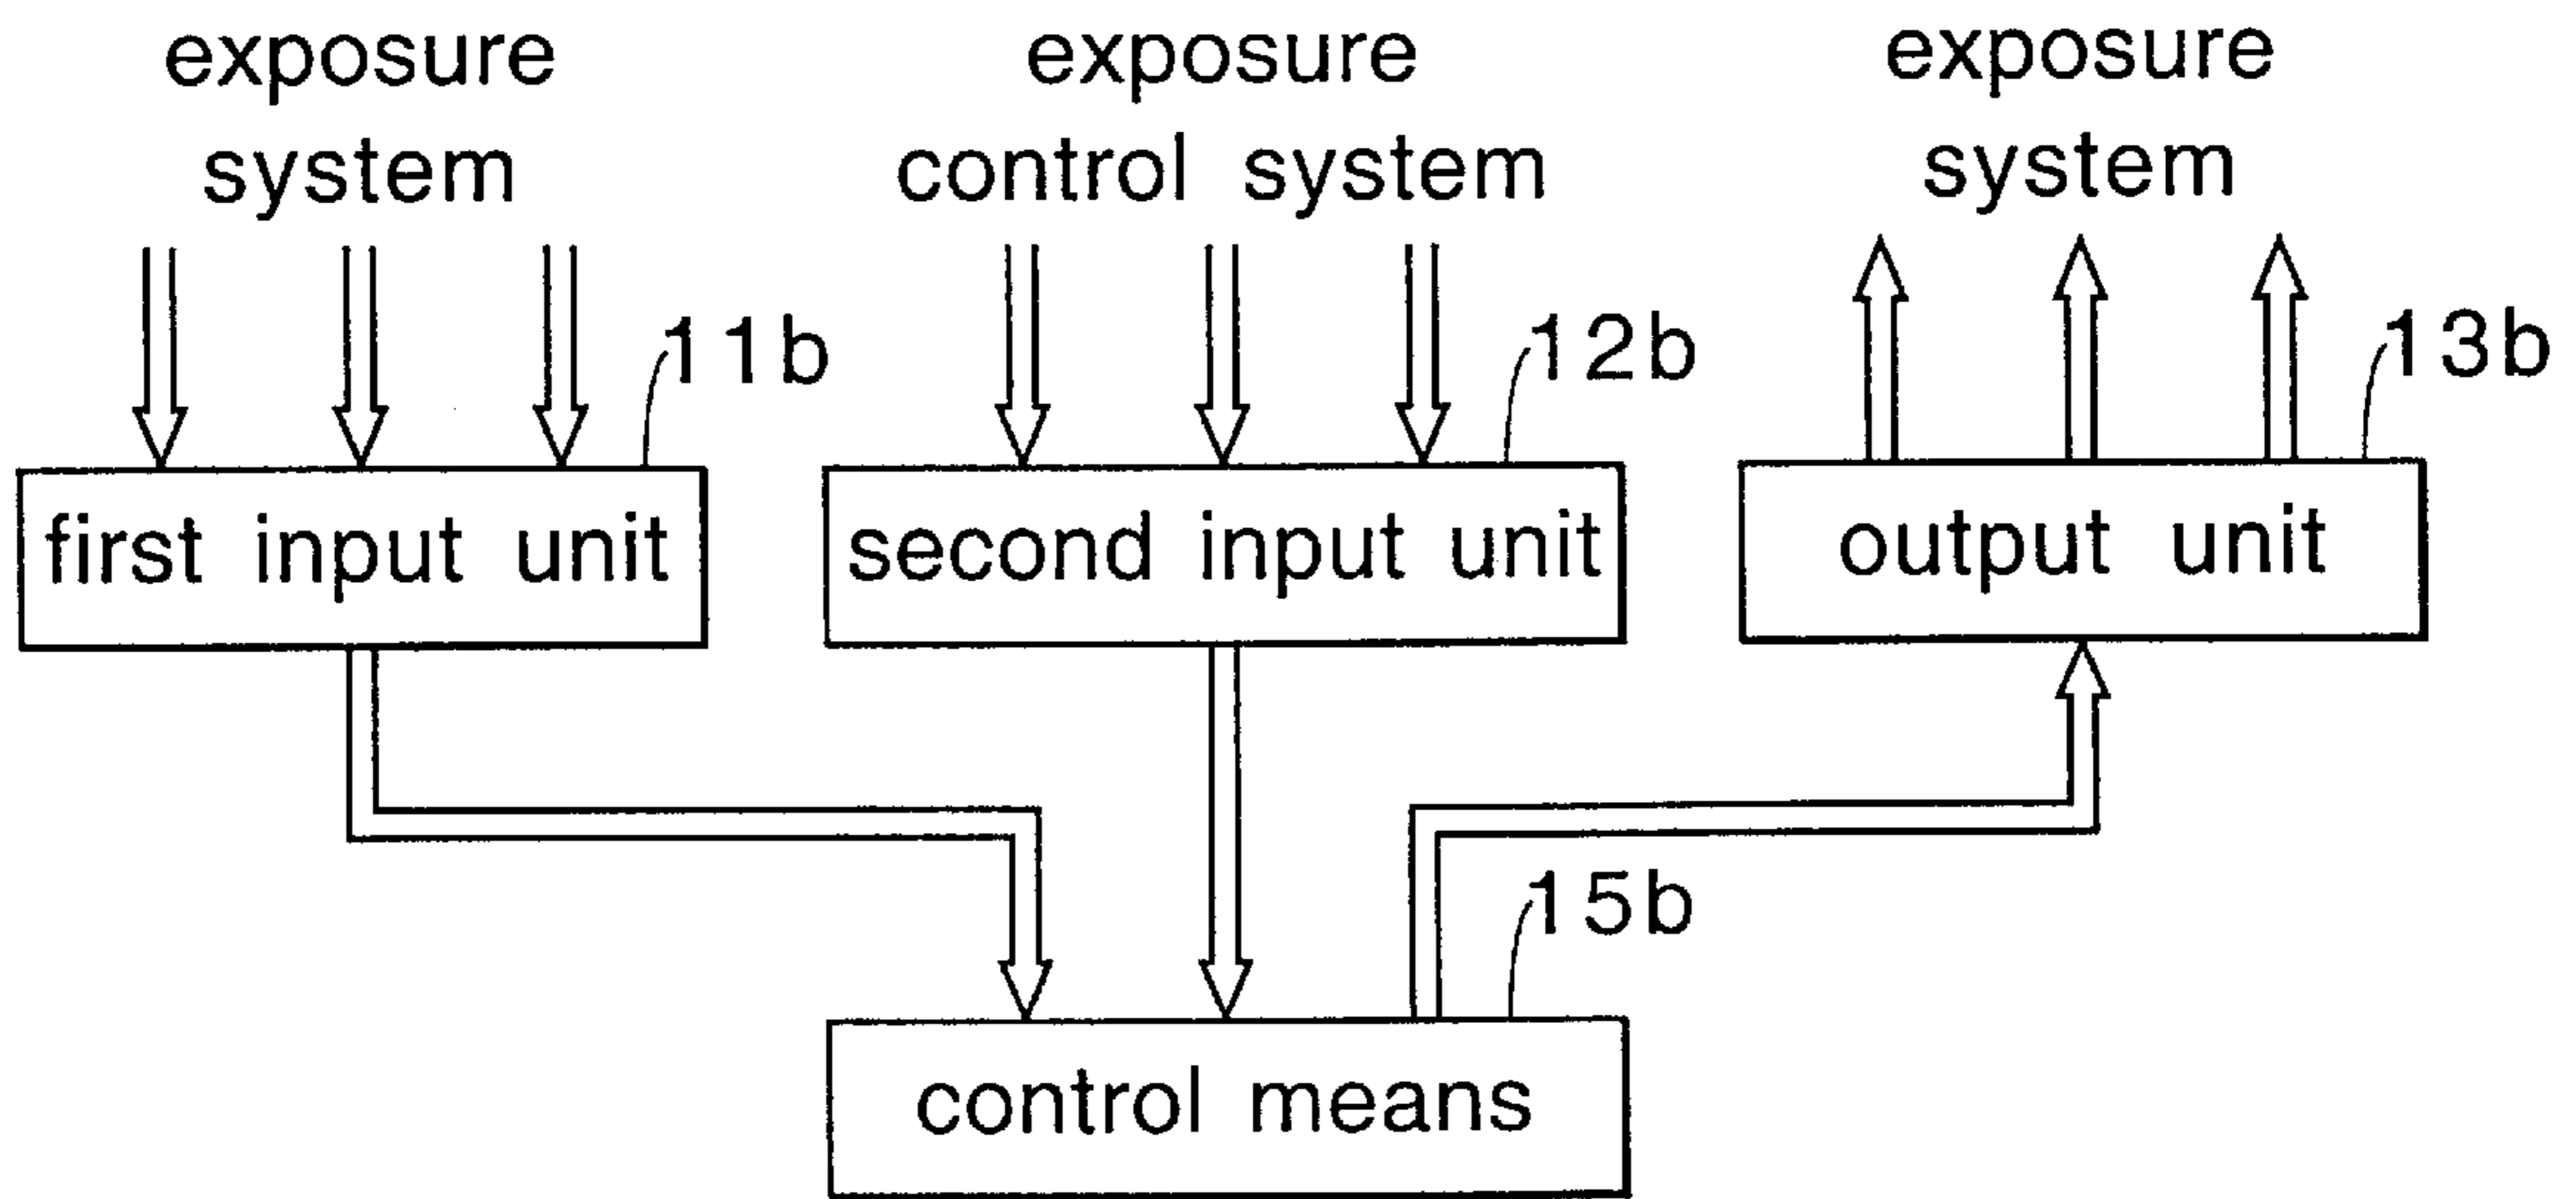 exposure
system
exposure
control system
exposure
system
11b
12b
13b
first input unit
second input unit
output unit
15b
control means